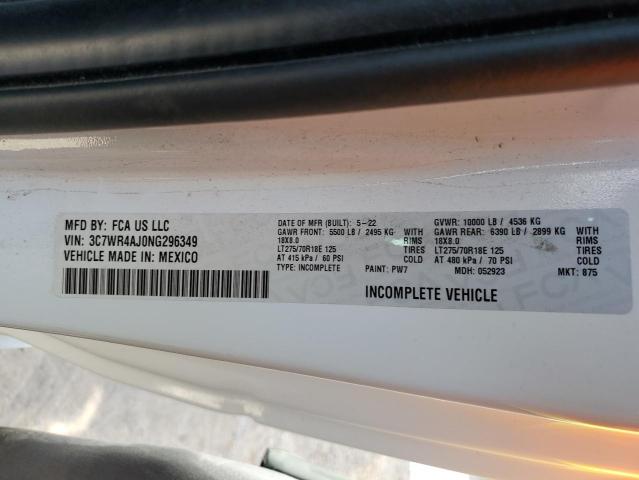 MFD BY: FCA US LLC
VIN: 3C7WR4AJ0NG296349
VEHICLE MADE IN: MEXICO
DATE OF MFR (BUILT): 5-22
GAWR FRONT: 5500 LB / 2495 KG WITH
18X8.0 RIMS
LT275/70R18E 125 TIRES
AT 415 kPa / 60 PSI COLD
TYPE: INCOMPLETE PAINT: PW7
GVWR: 10000 LB / 4536 KG
GAWR REAR: 6390 LB / 2899 KG WITH
18X8.0 RIMS
LT275/70R18E 125 TIRES
AT 480 kPa / 70 PSI COLD
MDH: 052923 MKT: 875
INCOMPLETE VEHICLE